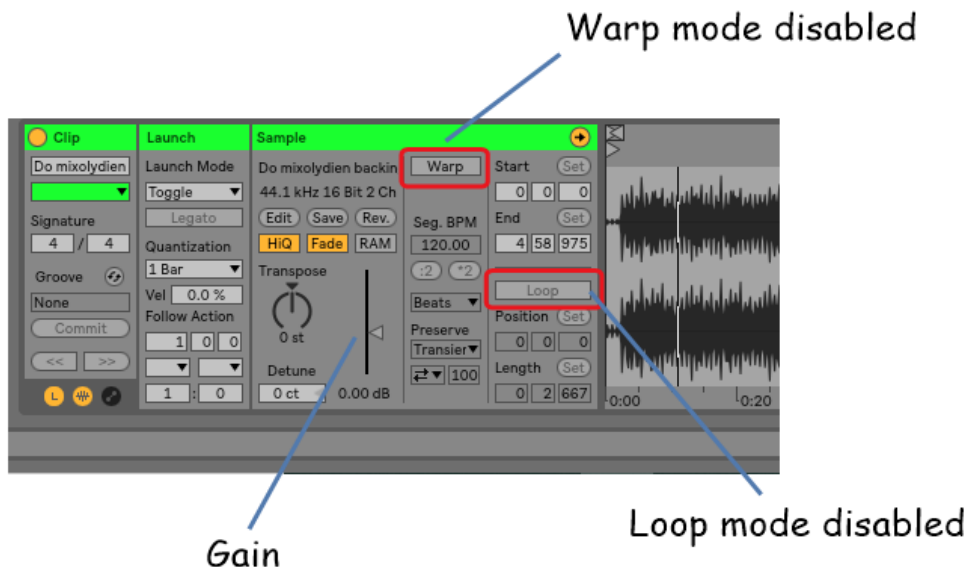 Warp mode disabled
Clip
Launch
Sample
Do mixolydien
Launch Mode
Do mixolydien backin
Warp
Start
Set
Toggle
44.1 kHz 16 Bit 2 Ch
0 0 0
Signature
Legato
Edit
Save
Rev.
Seg. BPM
End
Set
4 / 4
Quantization
HiQ
Fade
RAM
120.00
4 58 975
Groove
1 Bar
Transpose
:2
*2
Loop
None
Vel 0.0 %
Beats
Position
Set
Commit
Follow Action
0 st
Preserve
0 0 0
<<
>>
1 0 0
Transier
Length
Set
Detune
100
L
1 : 0
0 ct
0.00 dB
0 2 667
0:00
0:20
Loop mode disabled
Gain